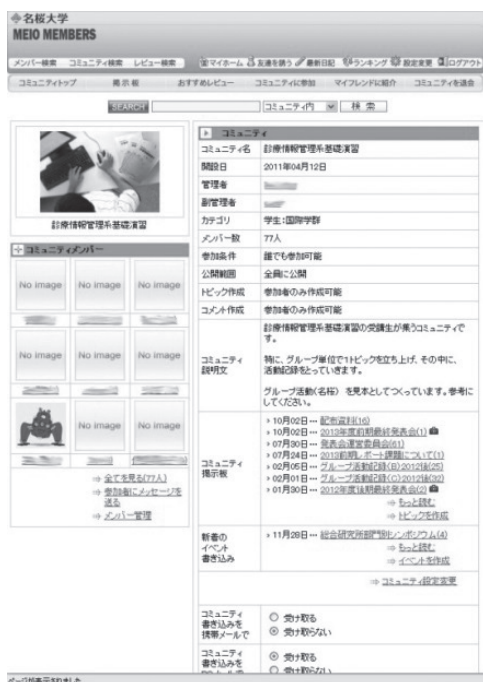 名桜大学
MEIO MEMBERS
メンバー検索 コミュニティ検索 レビュー検索 マイホーム 友達を誘う 最新日記 ランキング 設定変更 ログアウト
コミュニティトップ 掲示板 おすすめレビュー コミュニティに参加 マイフレンドに紹介 コミュニティを退会
SEARCH コミュニティ内 検索
診療情報管理系基礎演習
コミュニティメンバー
No image No image No image
No image No image No image
No image No image
⇒ 全てを見る(77人)
⇒ 参加者にメッセージを
送る
⇒ メンバー管理
コミュニティ
コミュニティ名 診療情報管理系基礎演習
開設日 2011年04月12日
管理者
副管理者
カテゴリ 学生:国際学群
メンバー数 77人
参加条件 誰でも参加可能
公開範囲 全員に公開
トピック作成 参加者のみ作成可能
コメント作成 参加者のみ作成可能
コミュニティ
説明文
診療情報管理系基礎演習の受講生が集うコミュニティで
す。
特に、グループ単位で1トピックを立ち上げ、その中に、
活動記録をとっていきます。
グループ活動(名桜) を見本としてつくっています。参考に
してください。
コミュニティ
掲示板
› 10月02日… 配布資料(16)
› 10月02日… 2013年度前期最終発表会(1)
› 07月30日… 発表会運営委員会(61)
› 07月24日… 2013前期レポート課題について(1)
› 02月05日… グループ活動記録(B)2012後(25)
› 02月01日… グループ活動記録(C)2012後(32)
› 01月30日… 2012年度後期最終発表会(2)
⇒ もっと読む
⇒ トピックを作成
新着の
イベント
書き込み
› 11月28日… 総合研究所部門別シンポジウム(4)
⇒ もっと読む
⇒ イベントを作成
⇒ コミュニティ設定変更
コミュニティ
書き込みを
携帯メールで
受け取る
受け取らない
コミュニティ
書き込みを
受け取る
受け取らない
ページが表示されました